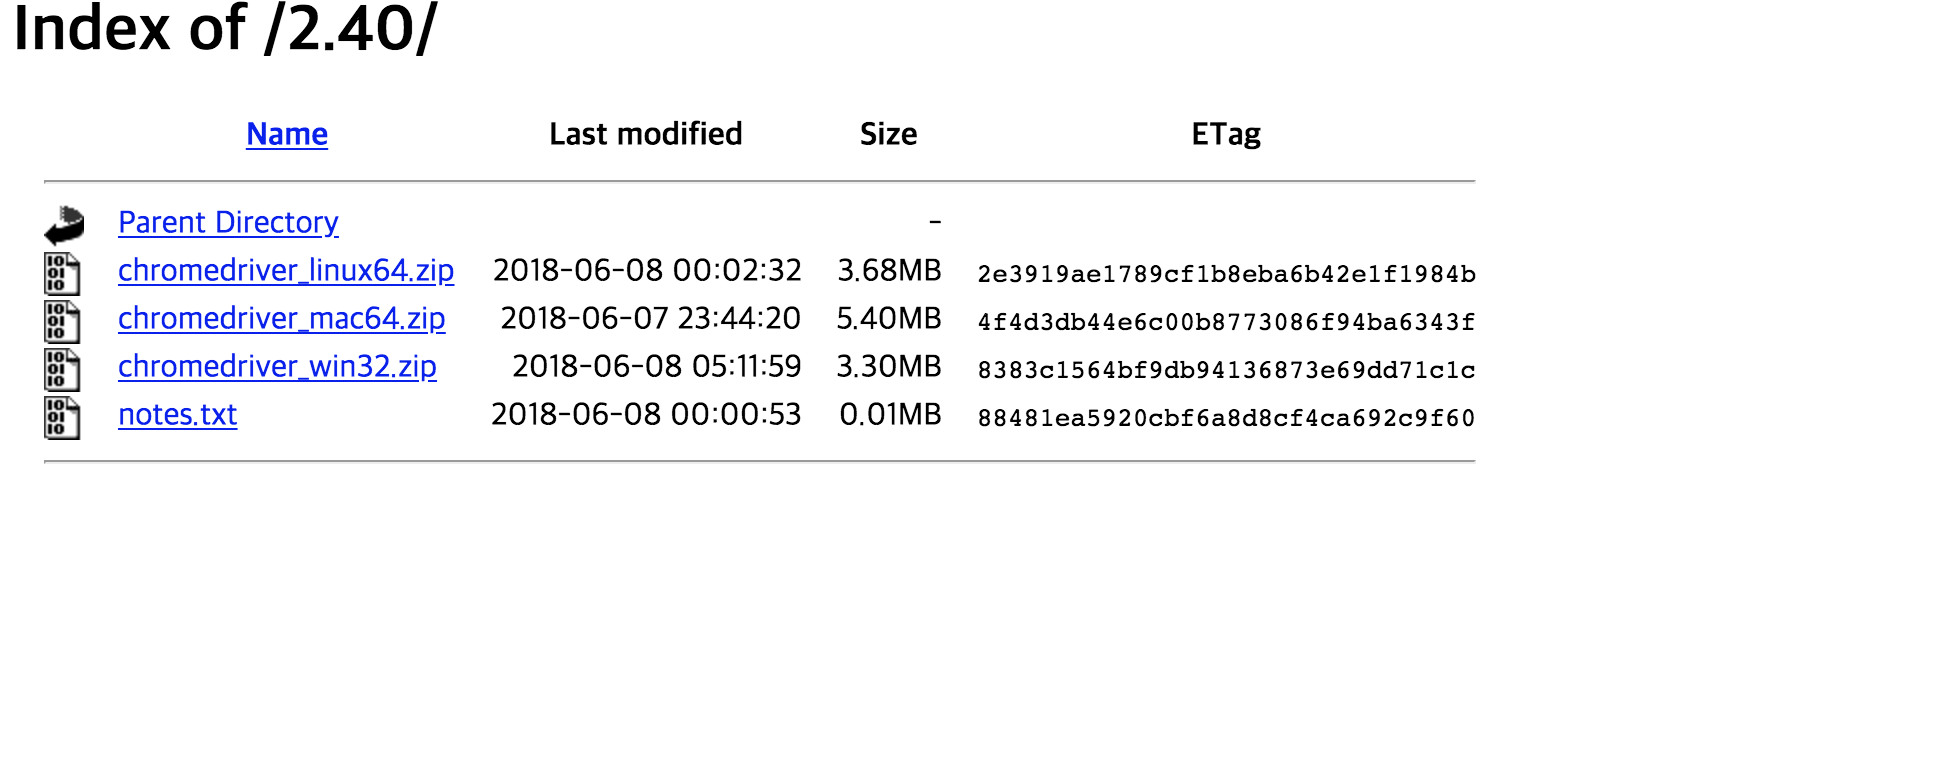 Index of /2.40/
Name Last modified Size ETag
Parent Directory -
chromedriver_linux64.zip 2018-06-08 00:02:32 3.68MB 2e3919ae1789cf1b8eba6b42e1f1984b
chromedriver_mac64.zip 2018-06-07 23:44:20 5.40MB 4f4d3db44e6c00b8773086f94ba6343f
chromedriver_win32.zip 2018-06-08 05:11:59 3.30MB 8383c1564bf9db94136873e69dd71c1c
notes.txt 2018-06-08 00:00:53 0.01MB 88481ea5920cbf6a8d8cf4ca692c9f60